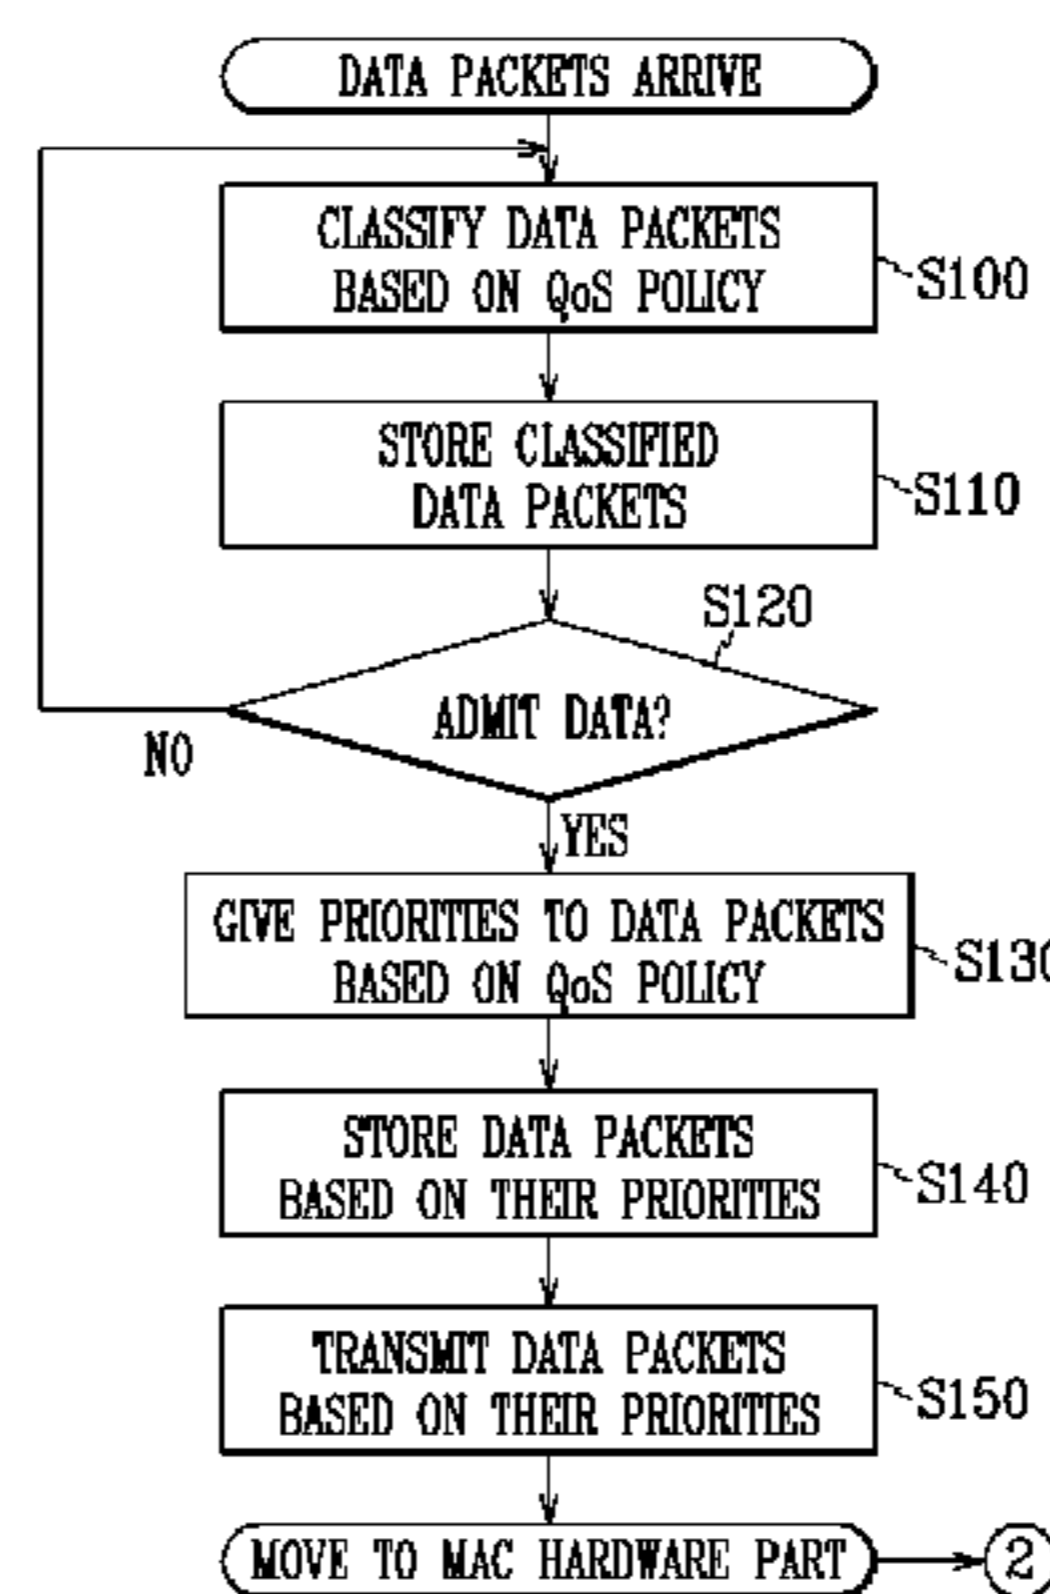 DATA PACKETS ARRIVE
CLASSIFY DATA PACKETS
BASED ON QoS POLICY
S100
STORE CLASSIFIED
DATA PACKETS
S110
S120
ADMIT DATA?
NO
YES
GIVE PRIORITIES TO DATA PACKETS
BASED ON QoS POLICY
S130
STORE DATA PACKETS
BASED ON THEIR PRIORITIES
S140
TRANSMIT DATA PACKETS
BASED ON THEIR PRIORITIES
S150
MOVE TO MAC HARDWARE PART
2